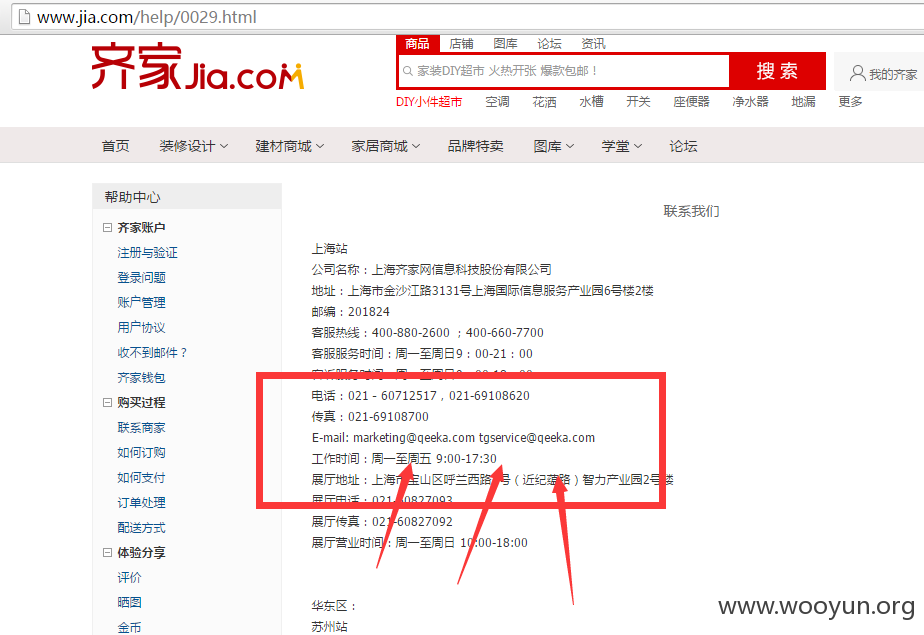 www.jia.com/help/0029.html
齐家Jia.com
商品 店铺 图库 论坛 资讯
家装DIY超市 火热开张 爆款包邮！
搜 索
我的齐家
DIY小件超市 空调 花洒 水槽 开关 座便器 净水器 地漏 更多
首页 装修设计 建材商城 家居商城 品牌特卖 图库 学堂 论坛
帮助中心
齐家账户
注册与验证
登录问题
账户管理
用户协议
收不到邮件？
齐家钱包
购买过程
联系商家
如何订购
如何支付
订单处理
配送方式
体验分享
评价
晒图
金币
联系我们
上海站
公司名称：上海齐家网信息科技股份有限公司
地址：上海市金沙江路3131号上海国际信息服务产业园6号楼2楼
邮编：201824
客服热线：400-880-2600 ；400-660-7700
客服服务时间：周一至周日9：00-21：00
客诉服务时间：周一至周日9：00-18：00
电话：021 - 60712517，021-69108620
传真：021-69108700
E-mail: marketing@qeeka.com tgservice@qeeka.com
工作时间：周一至周五 9:00-17:30
展厅地址：上海市宝山区呼兰西路 号（近纪蕴路）智力产业园2号楼
展厅电话：021-60827093
展厅传真：021-60827092
展厅营业时间：周一至周日 10:00-18:00
华东区：
苏州站
www.wooyun.org